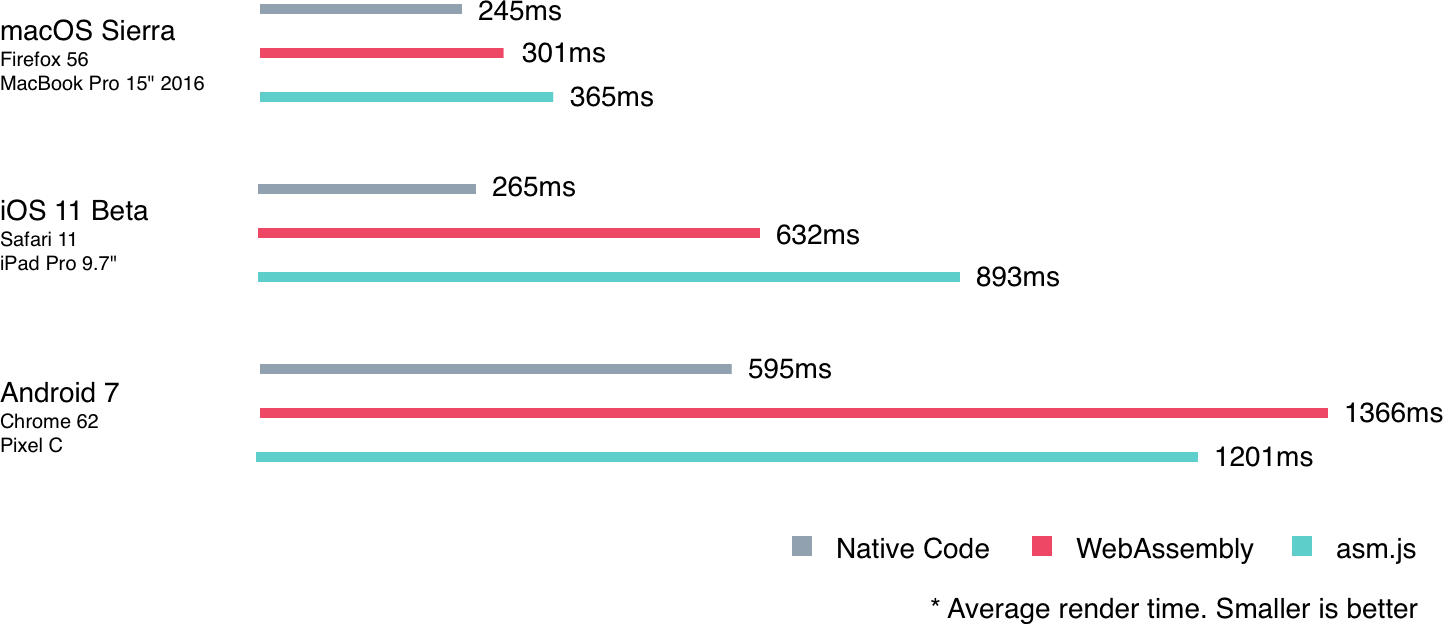 macOS Sierra
Firefox 56
MacBook Pro 15" 2016
245ms
301ms
365ms
iOS 11 Beta
Safari 11
iPad Pro 9.7"
265ms
632ms
893ms
Android 7
Chrome 62
Pixel C
595ms
1366ms
1201ms
Native Code WebAssembly asm.js
* Average render time. Smaller is better